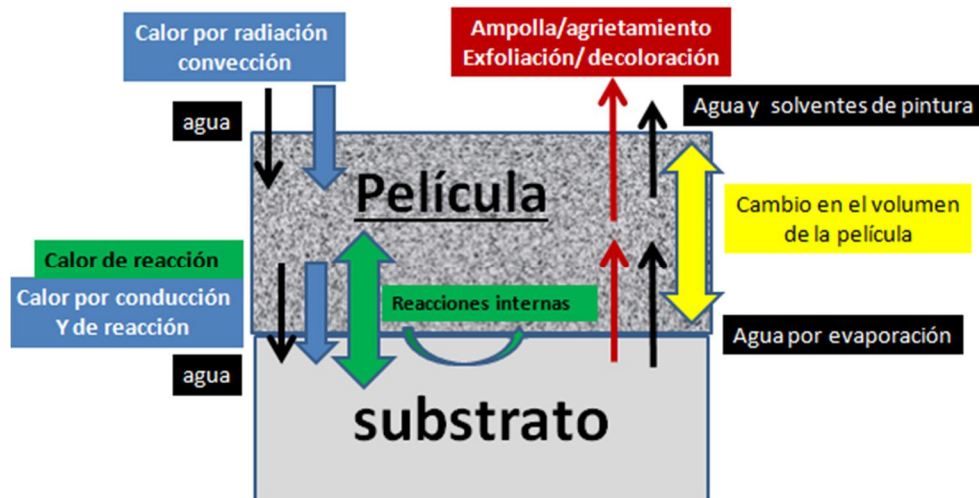 Calor por radiación
convección
Ampolla/agrietamiento
Exfoliación/ decoloración
agua
Agua y  solventes de pintura
Película
Cambio en el volumen
de la película
Calor de reacción
Calor por conducción
Y de reacción
Reacciones internas
Agua por evaporación
agua
substrato